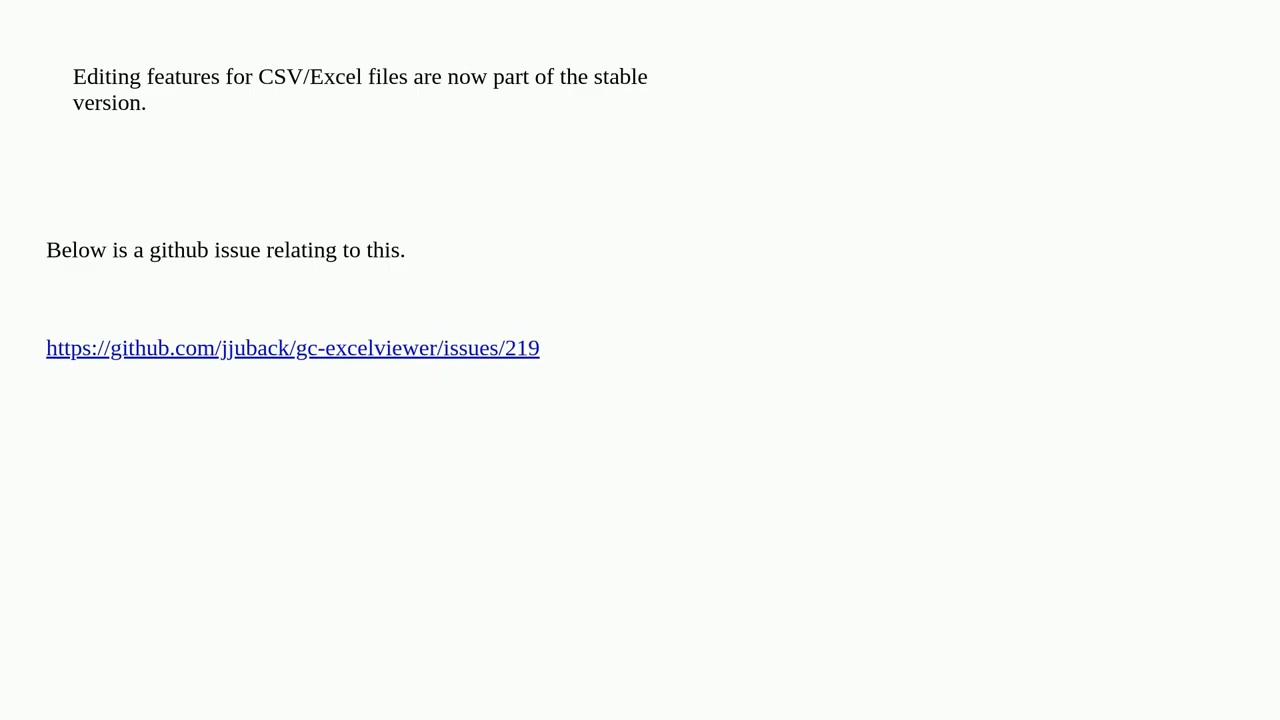 Editing features for CSV/Excel files are now part of the stable
version.
Below is a github issue relating to this.
https://github.com/jjuback/gc-excelviewer/issues/219